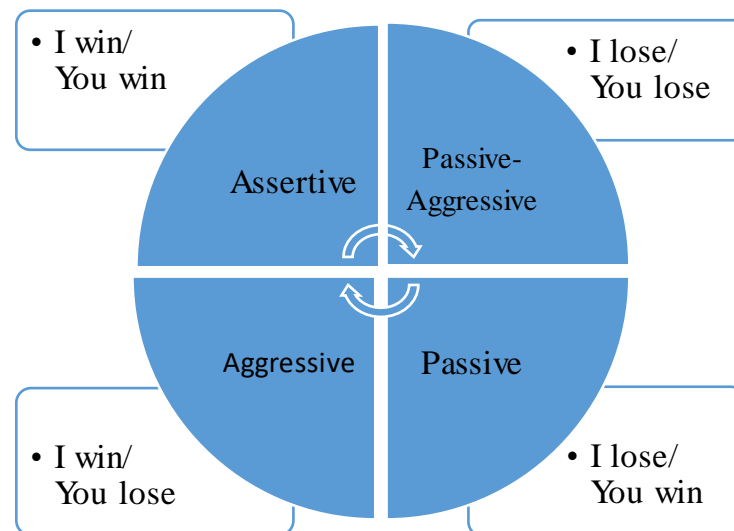 • I win/
You win
• I lose/
You lose
Assertive
Passive-
Aggressive
Aggressive
Passive
• I win/
You lose
• I lose/
You win